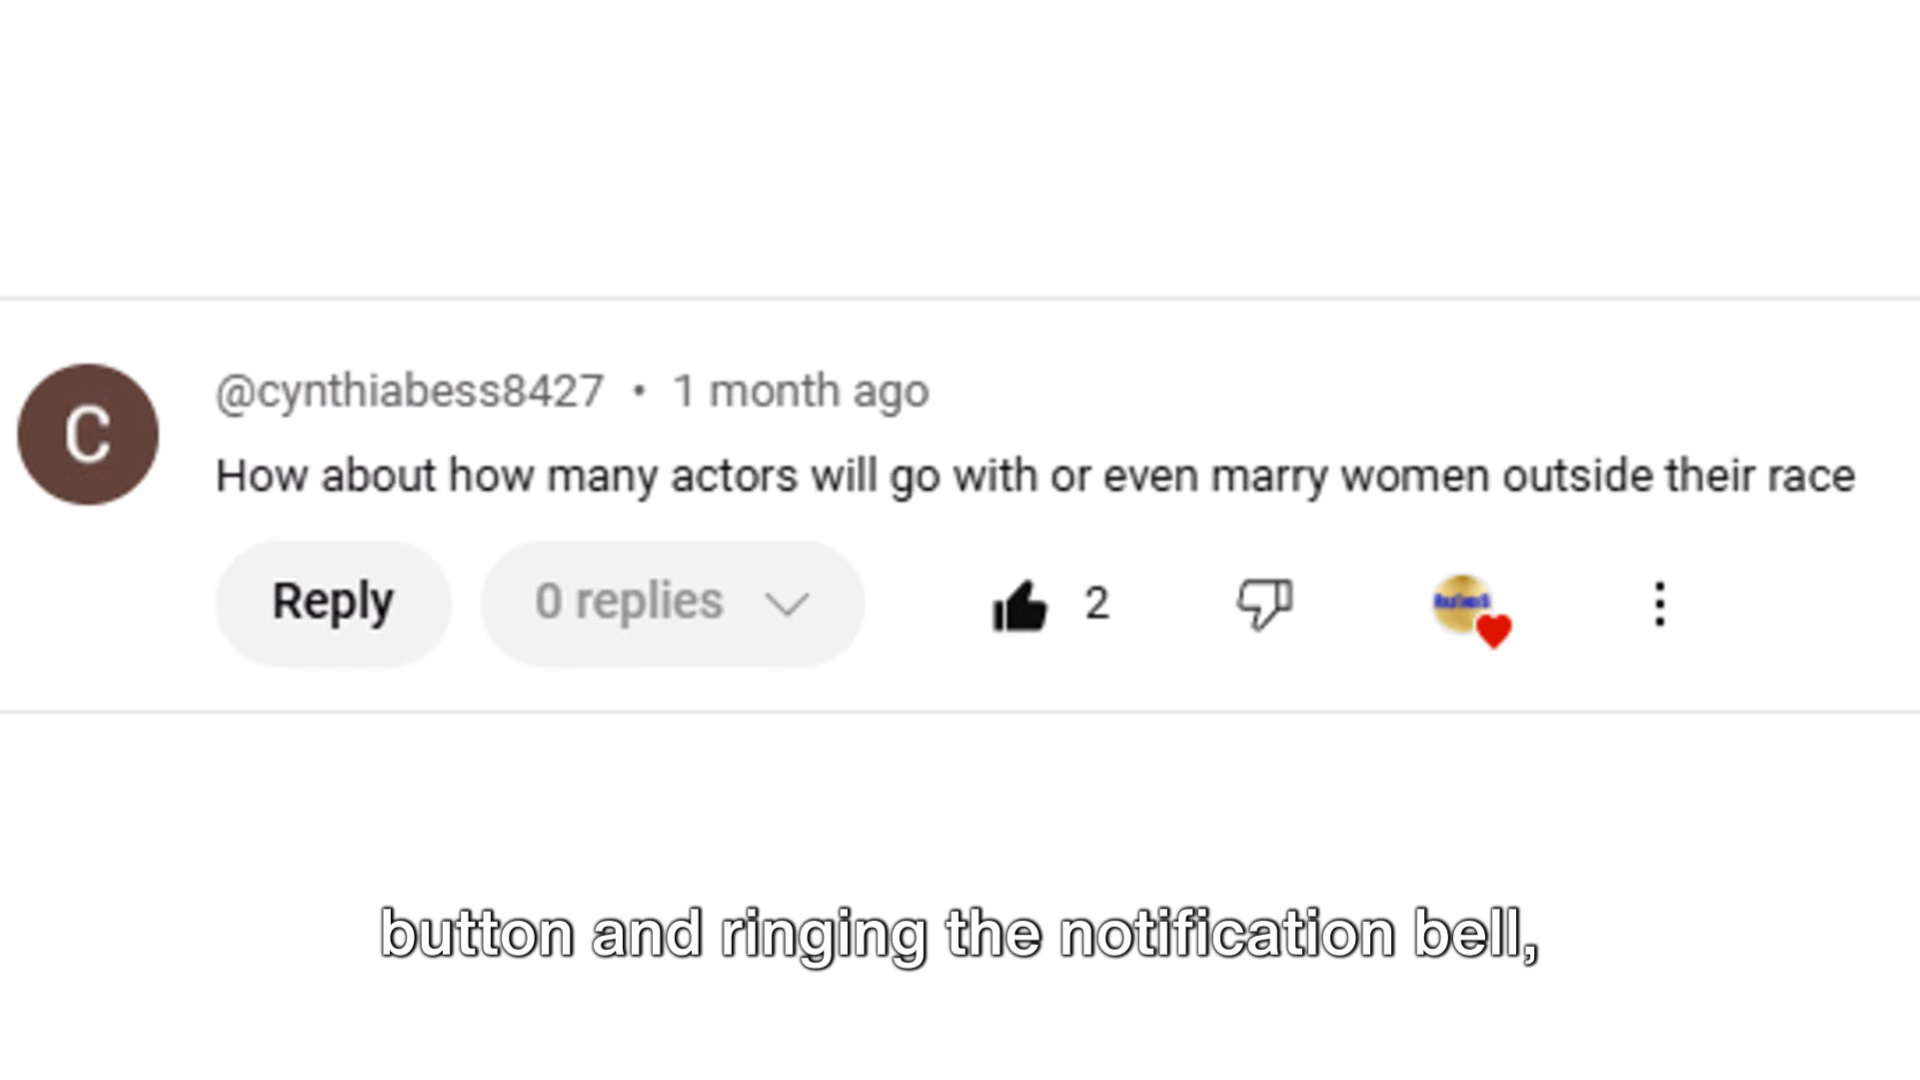 C
@cynthiabess8427 • 1 month ago
How about how many actors will go with or even marry women outside their race
Reply
0 replies
2
button and ringing the notification bell,